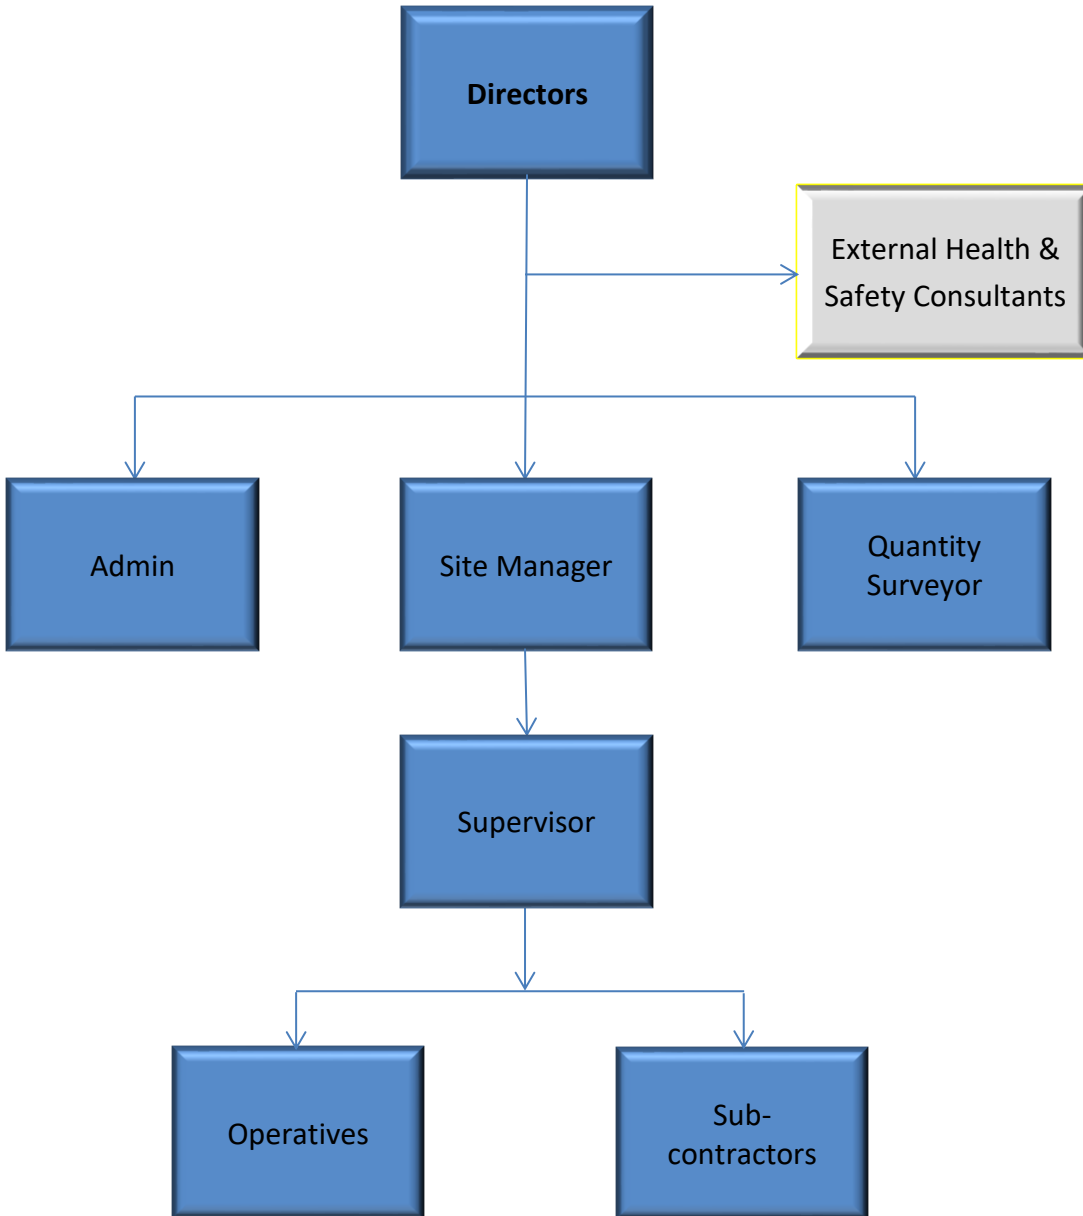 Directors
External Health &
Safety Consultants
Admin
Site Manager
Quantity
Surveyor
Supervisor
Operatives
Sub-
contractors